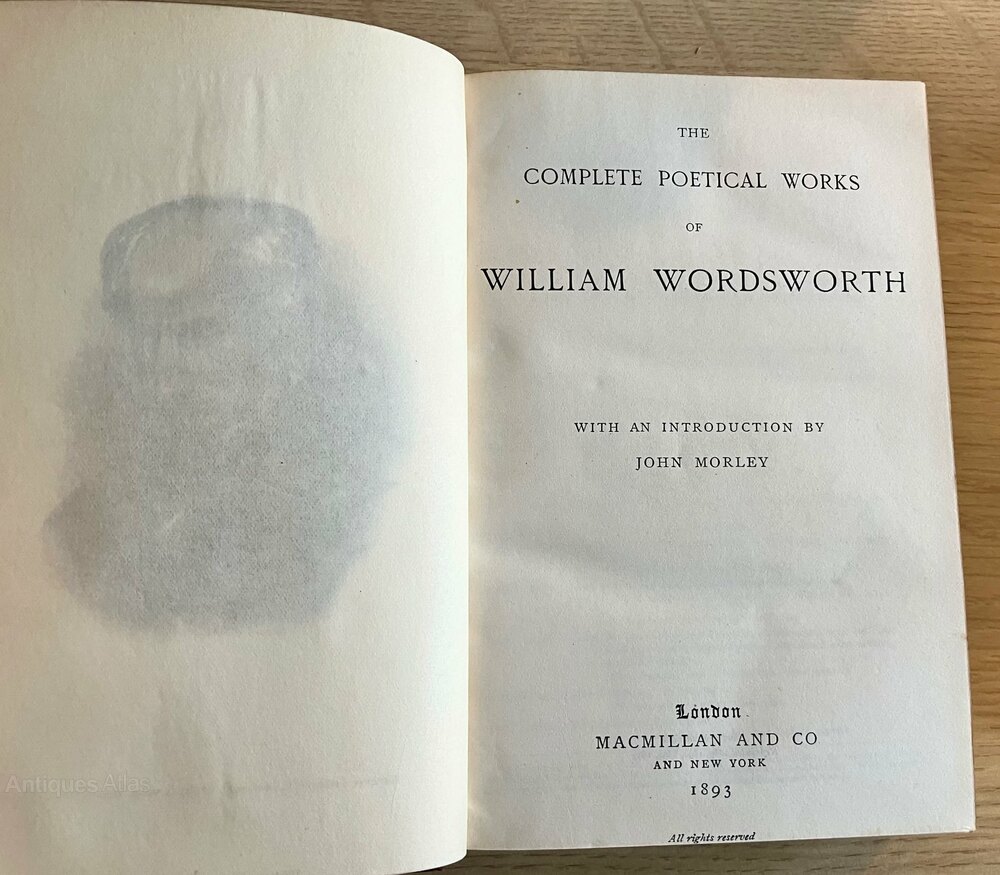 THE
COMPLETE POETICAL WORKS
OF
WILLIAM WORDSWORTH
WITH AN INTRODUCTION BY
JOHN MORLEY
London
MACMILLAN AND CO
AND NEW YORK
1893
All rights reserved
Antiques Atlas